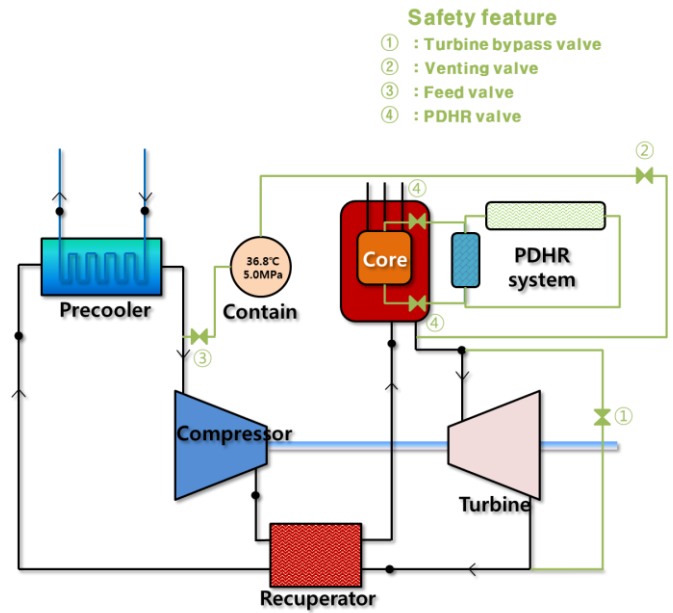 Safety feature
① : Turbine bypass valve
② : Venting valve
③ : Feed valve
④ : PDHR valve
②
④
36.8℃
5.0MPa
Core
PDHR
system
Precooler
Contain
④
③
Compressor
①
Turbine
Recuperator